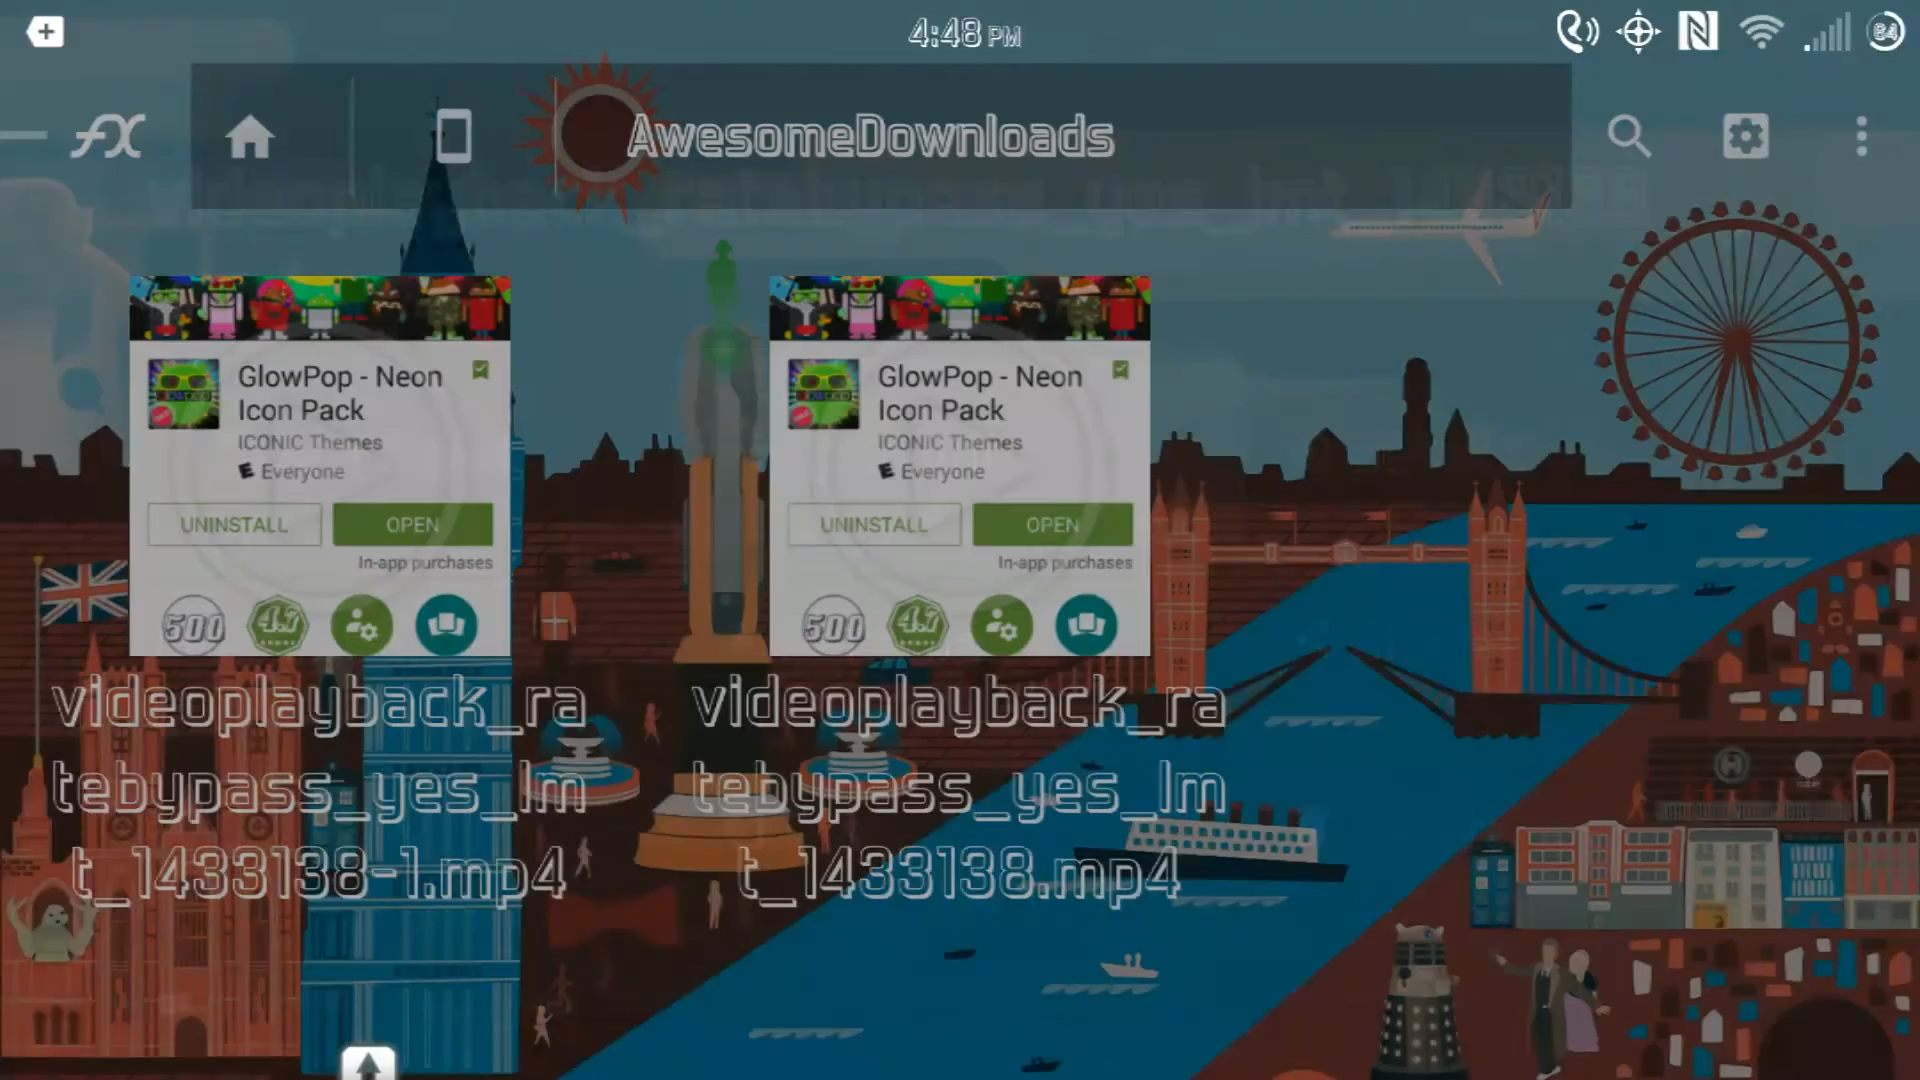 4:48 PM
64
FX
AwesomeDownloads
GlowPop - Neon
Icon Pack
ICONIC Themes
E Everyone
UNINSTALL
OPEN
In-app purchases
500
4.7
videoplayback_ra
tebypass_yes_lm
t_1433138-1.mp4
GlowPop - Neon
Icon Pack
ICONIC Themes
E Everyone
UNINSTALL
OPEN
In-app purchases
500
4.7
videoplayback_ra
tebypass_yes_lm
t_1433138.mp4